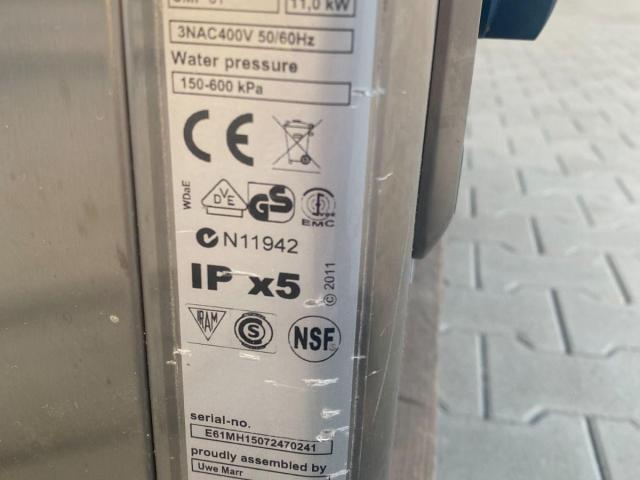 11,0 kW
3NAC400V 50/60Hz
Water pressure
150-600 kPa
CE
WDaE
DVE GS EMC
N11942
IP x5
© 2011
IRAM CS NSF
serial-no.
E61MH15072470241
proudly assembled by
Uwe Marr